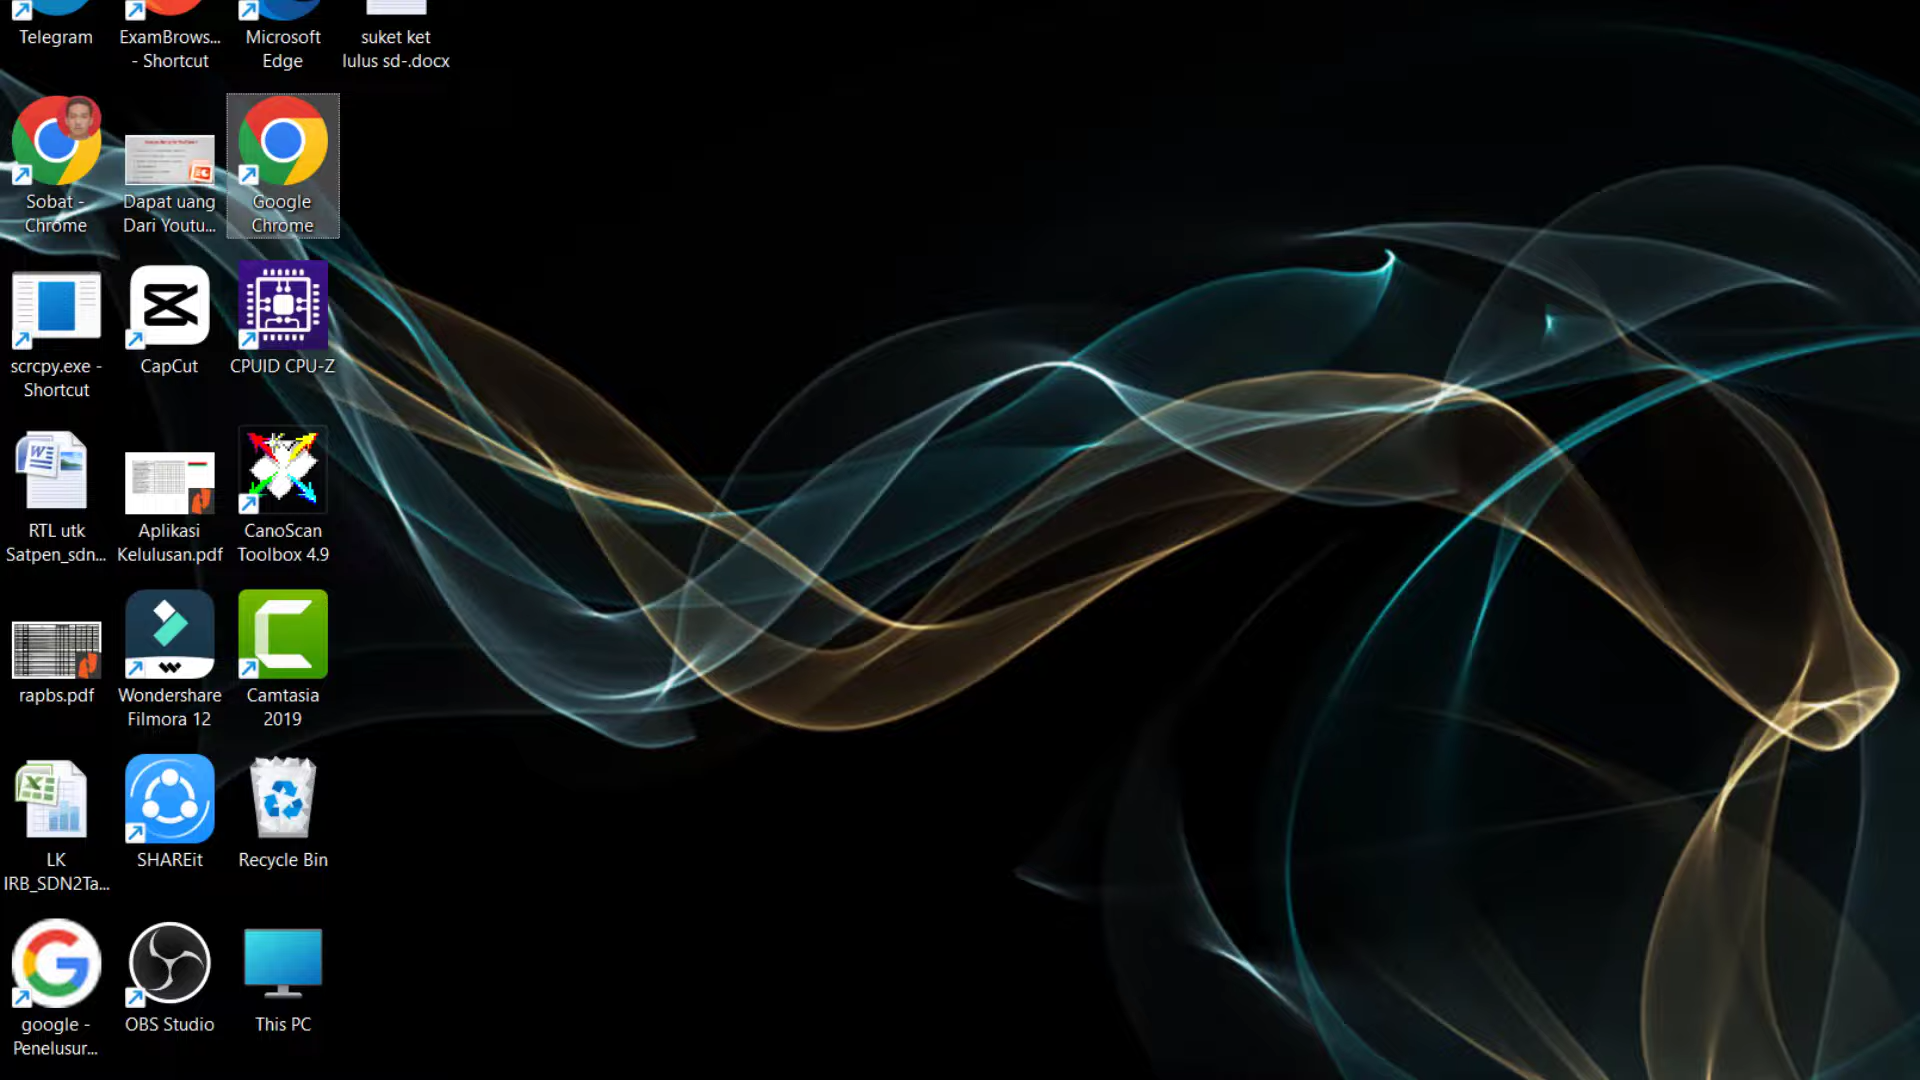 Telegram
ExamBrows...
- Shortcut
Microsoft
Edge
suket ket
lulus sd-.docx
Sobat -
Chrome
Dapat uang
Dari Youtu...
Google
Chrome
scrcpy.exe -
Shortcut
CapCut
CPUID CPU-Z
RTL utk
Satpen_sdn...
Aplikasi
Kelulusan.pdf
CanoScan
Toolbox 4.9
rapbs.pdf
Wondershare
Filmora 12
Camtasia
2019
LK
IRB_SDN2Ta...
SHAREit
Recycle Bin
google -
Penelusur...
OBS Studio
This PC